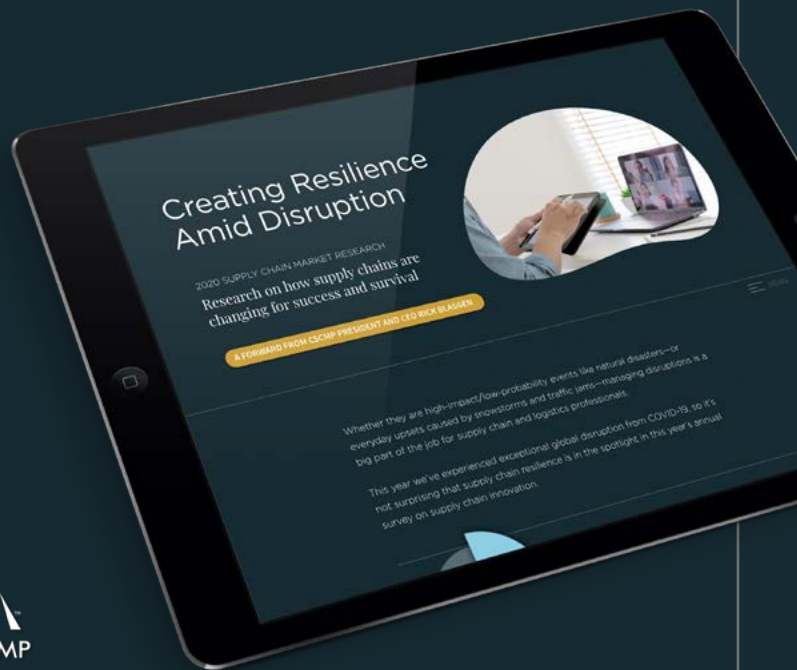 Creating Resilience
Amid Disruption
2020 SUPPLY CHAIN MARKET RESEARCH
Research on how supply chains are
changing for success and survival
A FORWARD FROM CSCMP PRESIDENT AND CEO RICK BLASGEN
MENU
Whether they are high-impact/low-probability events like natural disasters—or
everyday upsets caused by snowstorms and traffic jams—managing disruptions is a
big part of the job for supply chain and logistics professionals.
This year we've experienced exceptional global disruption from COVID-19, so it's
not surprising that supply chain resilience is in the spotlight in this year's annual
survey on supply chain innovation.
MP